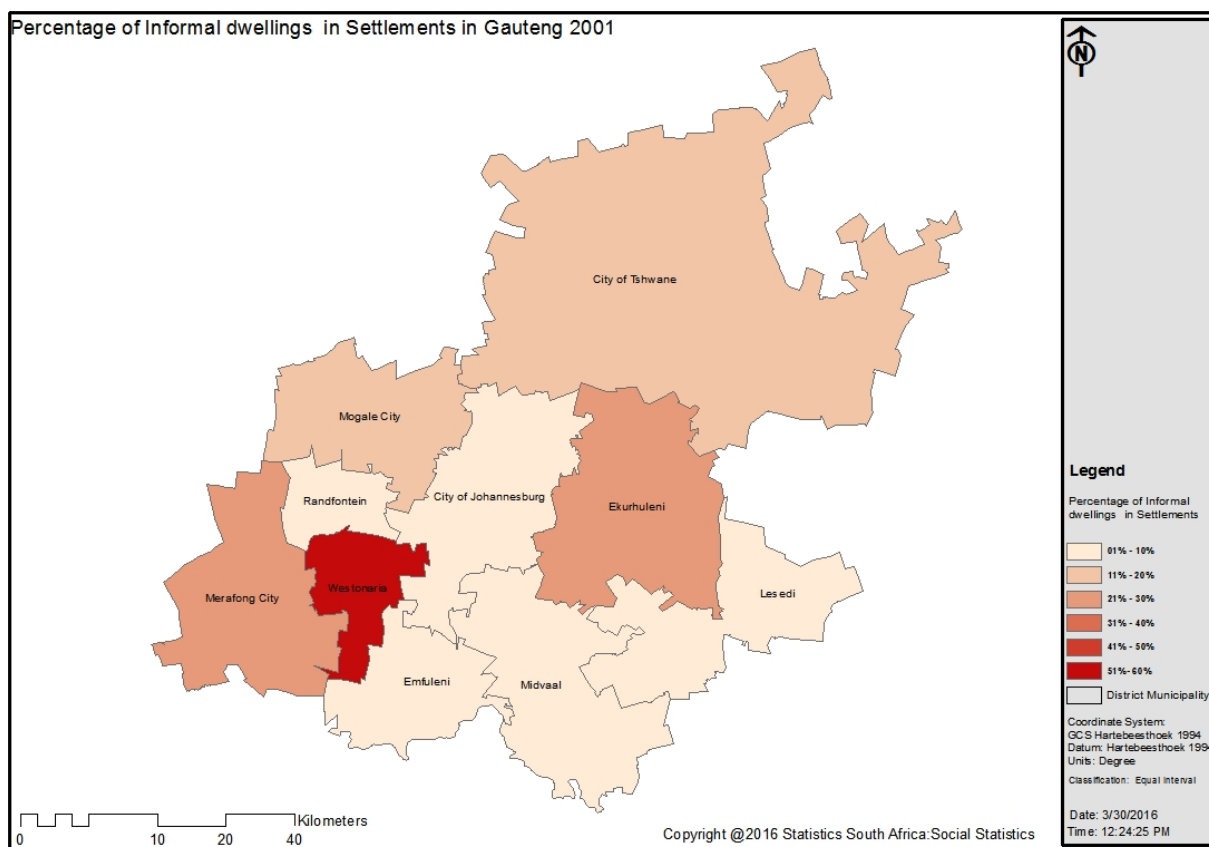 Percentage of Informal dwellings in Settlements in Gauteng 2001
N
City of Tshwane
Mogale City
Randfontein
City of Johannesburg
Ekurhuleni
Merafong City
Westonaria
Lesedi
Emfuleni
Midvaal
Legend
Percentage of Informal
dwellings in Settlements
01% - 10%
11% - 20%
21% - 30%
31% - 40%
41% - 50%
51% - 60%
District Municipality
Coordinate System:
GCS Hartebeesthoek 1994
Datum: Hartebeesthoek 1994
Units: Degree
Classification: Equal Interval
Date: 3/30/2016
Time: 12:24:25 PM
Kilometers
0 10 20 40
Copyright @2016 Statistics South Africa:Social Statistics